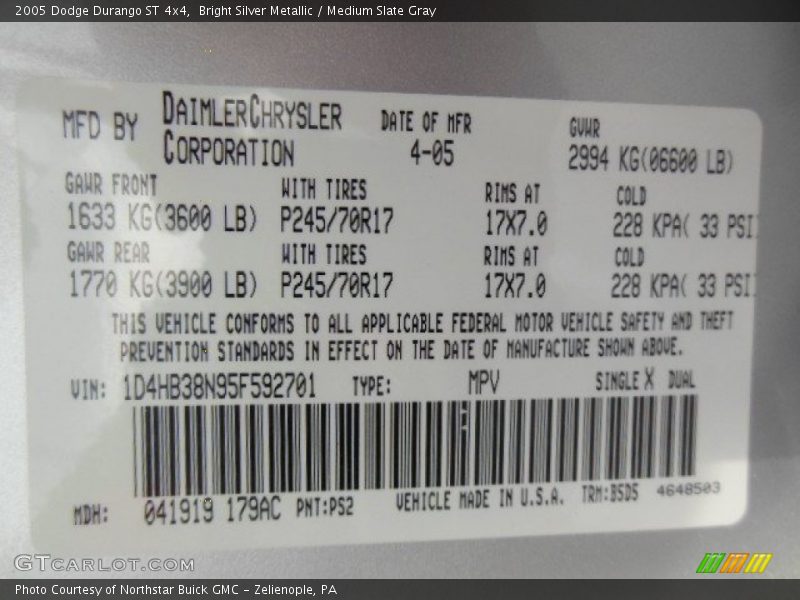 2005 Dodge Durango ST 4x4, Bright Silver Metallic / Medium Slate Gray
MFD BY DAIMLERCHRYSLER CORPORATION DATE OF MFR 4-05 GVWR 2994 KG(06600 LB)
GAWR FRONT WITH TIRES RIMS AT COLD
1633 KG(3600 LB) P245/70R17 17X7.0 228 KPA( 33 PSI)
GAWR REAR WITH TIRES RIMS AT COLD
1770 KG(3900 LB) P245/70R17 17X7.0 228 KPA( 33 PSI)
THIS VEHICLE CONFORMS TO ALL APPLICABLE FEDERAL MOTOR VEHICLE SAFETY AND THEFT
PREVENTION STANDARDS IN EFFECT ON THE DATE OF MANUFACTURE SHOWN ABOVE.
VIN: 1D4HB38N95F592701 TYPE: MPV SINGLE X DUAL
MDH: 041919 179AC PNT:PS2 VEHICLE MADE IN U.S.A. TRM:B5D5 4648503
GTCARLOT.COM
Photo Courtesy of Northstar Buick GMC - Zelienople, PA